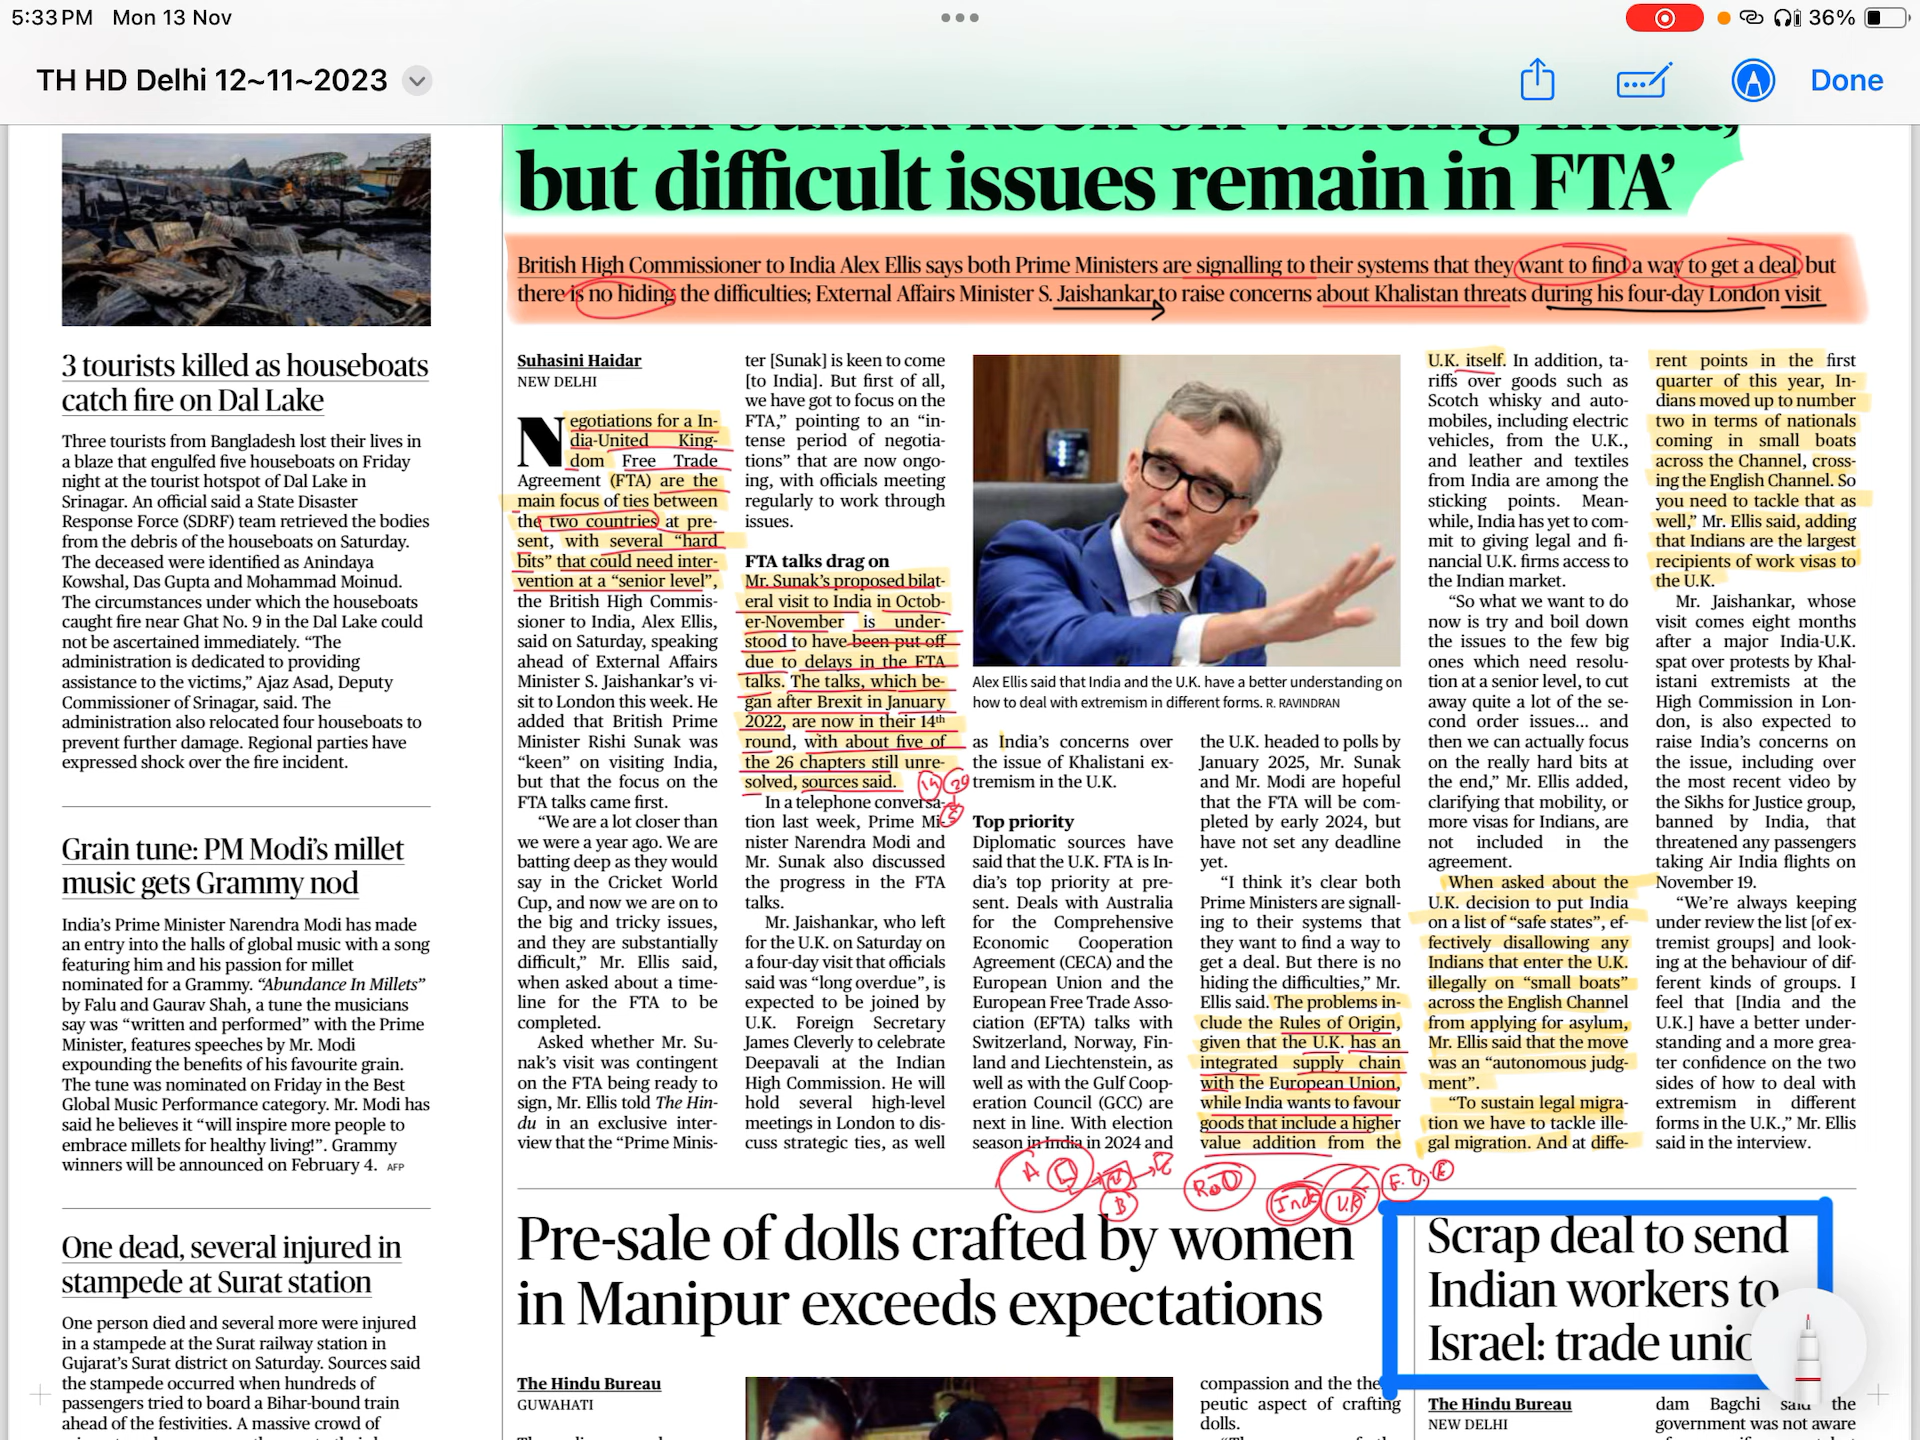 5:33 PM Mon 13 Nov
36%
TH HD Delhi 12~11~2023
Done
'Rishi Sunak keen on visiting India,
but difficult issues remain in FTA'
British High Commissioner to India Alex Ellis says both Prime Ministers are signalling to their systems that they want to find a way to get a deal, but
there is no hiding the difficulties; External Affairs Minister S. Jaishankar to raise concerns about Khalistan threats during his four-day London visit
3 tourists killed as houseboats
catch fire on Dal Lake
Three tourists from Bangladesh lost their lives in
a blaze that engulfed five houseboats on Friday
night at the tourist hotspot of Dal Lake in
Srinagar. An official said a State Disaster
Response Force (SDRF) team retrieved the bodies
from the debris of the houseboats on Saturday.
The deceased were identified as Anindaya
Kowshal, Das Gupta and Mohammad Moinud.
The circumstances under which the houseboats
caught fire near Ghat No. 9 in the Dal Lake could
not be ascertained immediately. “The
administration is dedicated to providing
assistance to the victims,” Ajaz Asad, Deputy
Commissioner of Srinagar, said. The
administration also relocated four houseboats to
prevent further damage. Regional parties have
expressed shock over the fire incident.
Grain tune: PM Modi’s millet
music gets Grammy nod
India’s Prime Minister Narendra Modi has made
an entry into the halls of global music with a song
featuring him and his passion for millet
nominated for a Grammy. “Abundance In Millets”
by Falu and Gaurav Shah, a tune the musicians
say was “written and performed” with the Prime
Minister, features speeches by Mr. Modi
expounding the benefits of his favourite grain.
The tune was nominated on Friday in the Best
Global Music Performance category. Mr. Modi has
said he believes it “will inspire more people to
embrace millets for healthy living!”. Grammy
winners will be announced on February 4. AFP
One dead, several injured in
stampede at Surat station
One person died and several more were injured
in a stampede at the Surat railway station in
Gujarat’s Surat district on Saturday. Sources said
the stampede occurred when hundreds of
passengers tried to board a Bihar-bound train
ahead of the festivities. A massive crowd of
Suhasini Haidar
NEW DELHI
Negotiations for a In-
dia-United King-
dom Free Trade
Agreement (FTA) are the
main focus of ties between
the two countries at pre-
sent, with several “hard
bits” that could need inter-
vention at a “senior level”,
the British High Commis-
sioner to India, Alex Ellis,
said on Saturday, speaking
ahead of External Affairs
Minister S. Jaishankar’s vi-
sit to London this week. He
added that British Prime
Minister Rishi Sunak was
“keen” on visiting India,
but that the focus on the
FTA talks came first.
“We are a lot closer than
we were a year ago. We are
batting deep as they would
say in the Cricket World
Cup, and now we are on to
the big and tricky issues,
and they are substantially
difficult,” Mr. Ellis said,
when asked about a time-
line for the FTA to be
completed.
Asked whether Mr. Su-
nak’s visit was contingent
on the FTA being ready to
sign, Mr. Ellis told The Hin-
du in an exclusive inter-
view that the “Prime Minis-
ter [Sunak] is keen to come
[to India]. But first of all,
we have got to focus on the
FTA,” pointing to an “in-
tense period of negotia-
tions” that are now ongo-
ing, with officials meeting
regularly to work through
issues.
FTA talks drag on
Mr. Sunak’s proposed bilat-
eral visit to India in Octob-
er-November is under-
stood to have been put off
due to delays in the FTA
talks. The talks, which be-
gan after Brexit in January
2022, are now in their 14th
round, with about five of
the 26 chapters still unre-
solved, sources said.
In a telephone conversa-
tion last week, Prime Mi-
nister Narendra Modi and
Mr. Sunak also discussed
the progress in the FTA
talks.
Mr. Jaishankar, who left
for the U.K. on Saturday on
a four-day visit that officials
said was “long overdue”, is
expected to be joined by
U.K. Foreign Secretary
James Cleverly to celebrate
Deepavali at the Indian
High Commission. He will
hold several high-level
meetings in London to dis-
cuss strategic ties, as well
Alex Ellis said that India and the U.K. have a better understanding on
how to deal with extremism in different forms. R. RAVINDRAN
as India’s concerns over
the issue of Khalistani ex-
tremism in the U.K.
Top priority
Diplomatic sources have
said that the U.K. FTA is In-
dia’s top priority at pre-
sent. Deals with Australia
for the Comprehensive
Economic Cooperation
Agreement (CECA) and the
European Union and the
European Free Trade Asso-
ciation (EFTA) talks with
Switzerland, Norway, Fin-
land and Liechtenstein, as
well as with the Gulf Coop-
eration Council (GCC) are
next in line. With election
season in India in 2024 and
the U.K. headed to polls by
January 2025, Mr. Sunak
and Mr. Modi are hopeful
that the FTA will be com-
pleted by early 2024, but
have not set any deadline
yet.
“I think it’s clear both
Prime Ministers are signall-
ing to their systems that
they want to find a way to
get a deal. But there is no
hiding the difficulties,” Mr.
Ellis said. The problems in-
clude the Rules of Origin,
given that the U.K. has an
integrated supply chain
with the European Union,
while India wants to favour
goods that include a higher
value addition from the
U.K. itself. In addition, ta-
riffs over goods such as
Scotch whisky and auto-
mobiles, including electric
vehicles, from the U.K.,
and leather and textiles
from India are among the
sticking points. Mean-
while, India has yet to com-
mit to giving legal and fi-
nancial U.K. firms access to
the Indian market.
“So what we want to do
now is try and boil down
the issues to the few big
ones which need resolu-
tion at a senior level, to cut
away quite a lot of the se-
cond order issues... and
then we can actually focus
on the really hard bits at
the end,” Mr. Ellis added,
clarifying that mobility, or
more visas for Indians, are
not included in the
agreement.
When asked about the
U.K. decision to put India
on a list of “safe states”, ef-
fectively disallowing any
Indians that enter the U.K.
illegally on “small boats”
across the English Channel
from applying for asylum,
Mr. Ellis said that the move
was an “autonomous judg-
ment”.
“To sustain legal migra-
tion we have to tackle ille-
gal migration. And at diffe-
rent points in the first
quarter of this year, In-
dians moved up to number
two in terms of nationals
coming in small boats
across the Channel, cross-
ing the English Channel. So
you need to tackle that as
well,” Mr. Ellis said, adding
that Indians are the largest
recipients of work visas to
the U.K.
Mr. Jaishankar, whose
visit comes eight months
after a major India-U.K.
spat over protests by Khal-
istani extremists at the
High Commission in Lon-
don, is also expected to
raise India’s concerns on
the issue, including over
the most recent video by
the Sikhs for Justice group,
banned by India, that
threatened any passengers
taking Air India flights on
November 19.
“We’re always keeping
under review the list [of ex-
tremist groups] and look-
ing at the behaviour of dif-
ferent kinds of groups. I
feel that [India and the
U.K.] have a better under-
standing and a more grea-
ter confidence on the two
sides of how to deal with
extremism in different
forms in the U.K.,” Mr. Ellis
said in the interview.
A
B
RoO
Ind
U.K
Pre-sale of dolls crafted by women
in Manipur exceeds expectations
The Hindu Bureau
GUWAHATI
compassion and the
peutic aspect of crafting
dolls.
Scrap deal to send
Indian workers to
Israel: trade unio
The Hindu Bureau
NEW DELHI
dam Bagchi said the
government was not aware